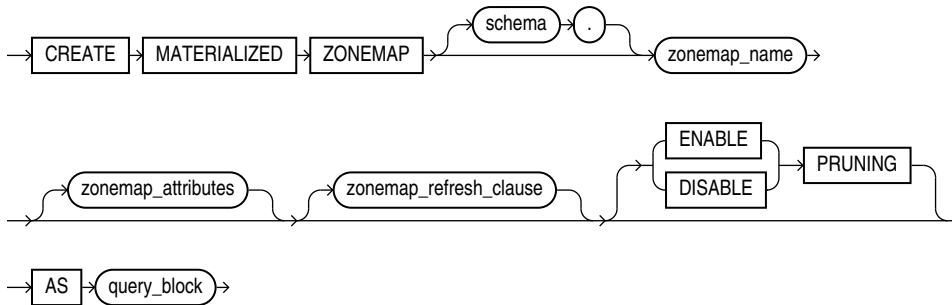 CREATE MATERIALIZED ZONEMAP schema . zonemap_name
zonemap_attributes zonemap_refresh_clause ENABLE DISABLE PRUNING
AS query_block